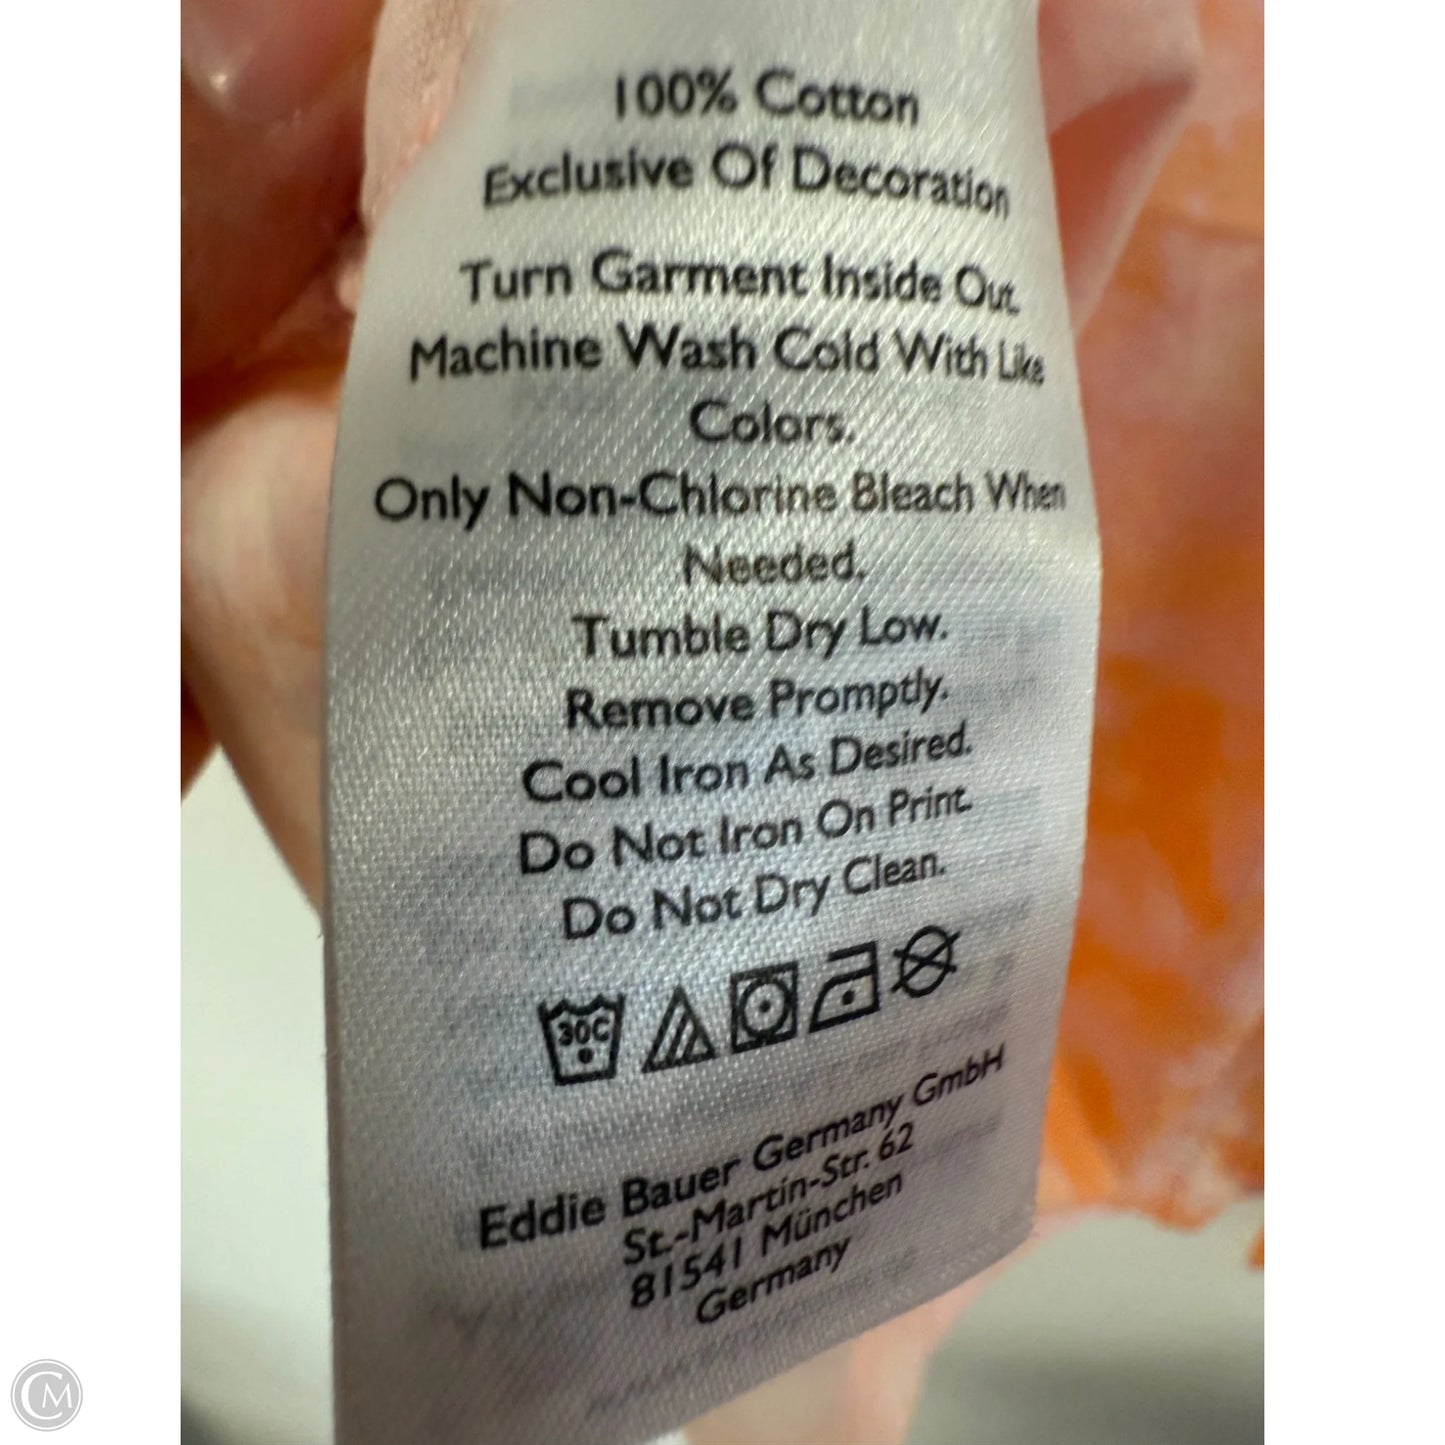 100% Cotton
Exclusive Of Decoration
Turn Garment Inside Out.
Machine Wash Cold With Like
Colors.
Only Non-Chlorine Bleach When
Needed.
Tumble Dry Low.
Remove Promptly.
Cool Iron As Desired.
Do Not Iron On Print.
Do Not Dry Clean.
30C
Eddie Bauer Germany GmbH
St.-Martin-Str. 62
81541 München
Germany
CM